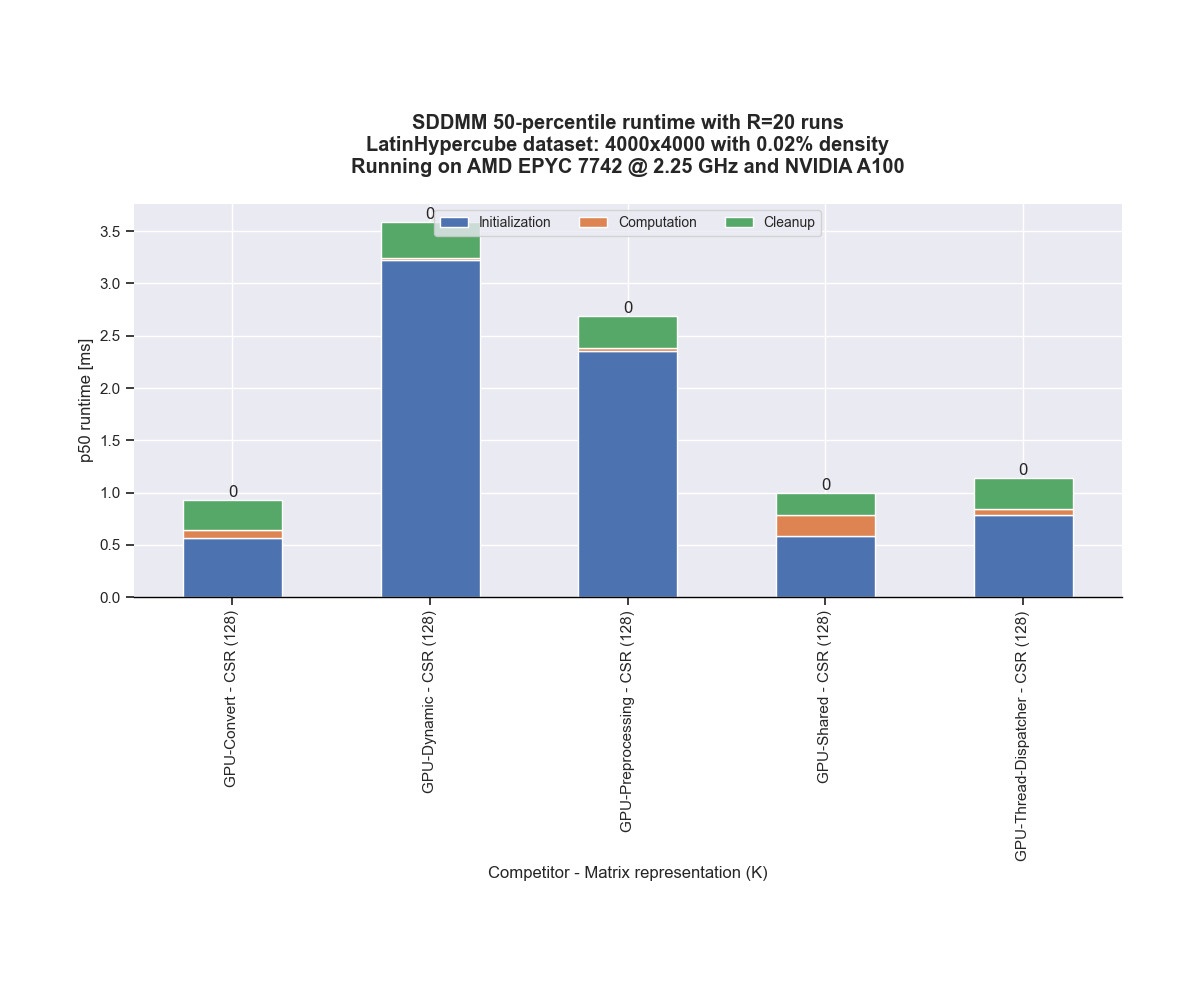 SDDMM 50-percentile runtime with R=20 runs
LatinHypercube dataset: 4000x4000 with 0.02% density
Running on AMD EPYC 7742 @ 2.25 GHz and NVIDIA A100
Initialization
Computation
Cleanup
p50 runtime [ms]
3.5
3.0
2.5
2.0
1.5
1.0
0.5
0.0
0
0
0
0
0
GPU-Convert - CSR (128)
GPU-Dynamic - CSR (128)
GPU-Preprocessing - CSR (128)
GPU-Shared - CSR (128)
GPU-Thread-Dispatcher - CSR (128)
Competitor - Matrix representation (K)